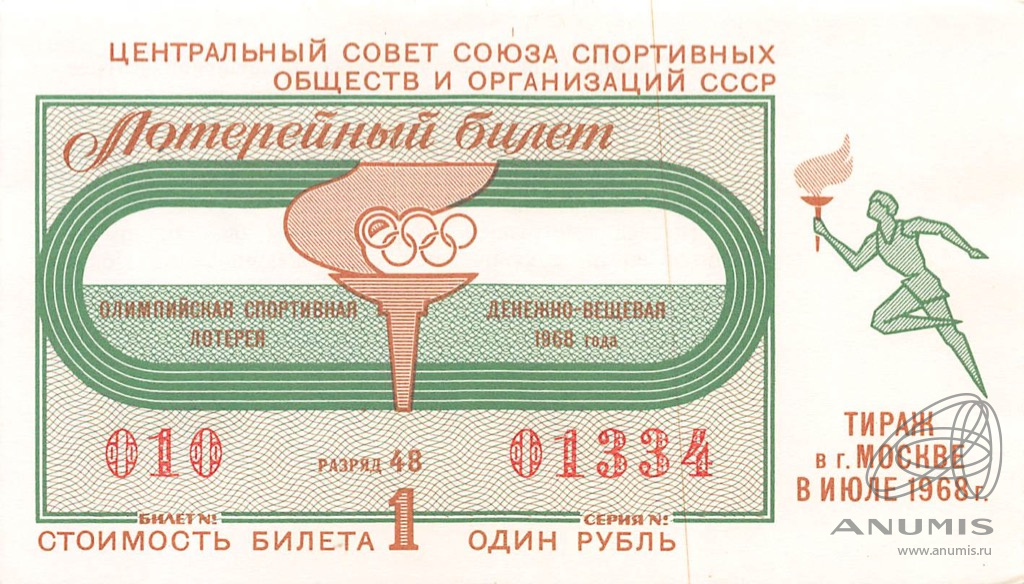 ЦЕНТРАЛЬНЫЙ СОВЕТ СОЮЗА СПОРТИВНЫХ
ОБЩЕСТВ И ОРГАНИЗАЦИЙ СССР
Лотерейный билет
ОЛИМПИЙСКАЯ СПОРТИВНАЯ
ЛОТЕРЕЯ
ДЕНЕЖНО-ВЕЩЕВАЯ
1968 года
010
РАЗРЯД 48
01334
БИЛЕТ №
СЕРИЯ №
СТОИМОСТЬ БИЛЕТА 1 ОДИН РУБЛЬ
ТИРАЖ
В г. МОСКВЕ
В ИЮЛЕ 1968 г.
ANUMIS
www.anumis.ru